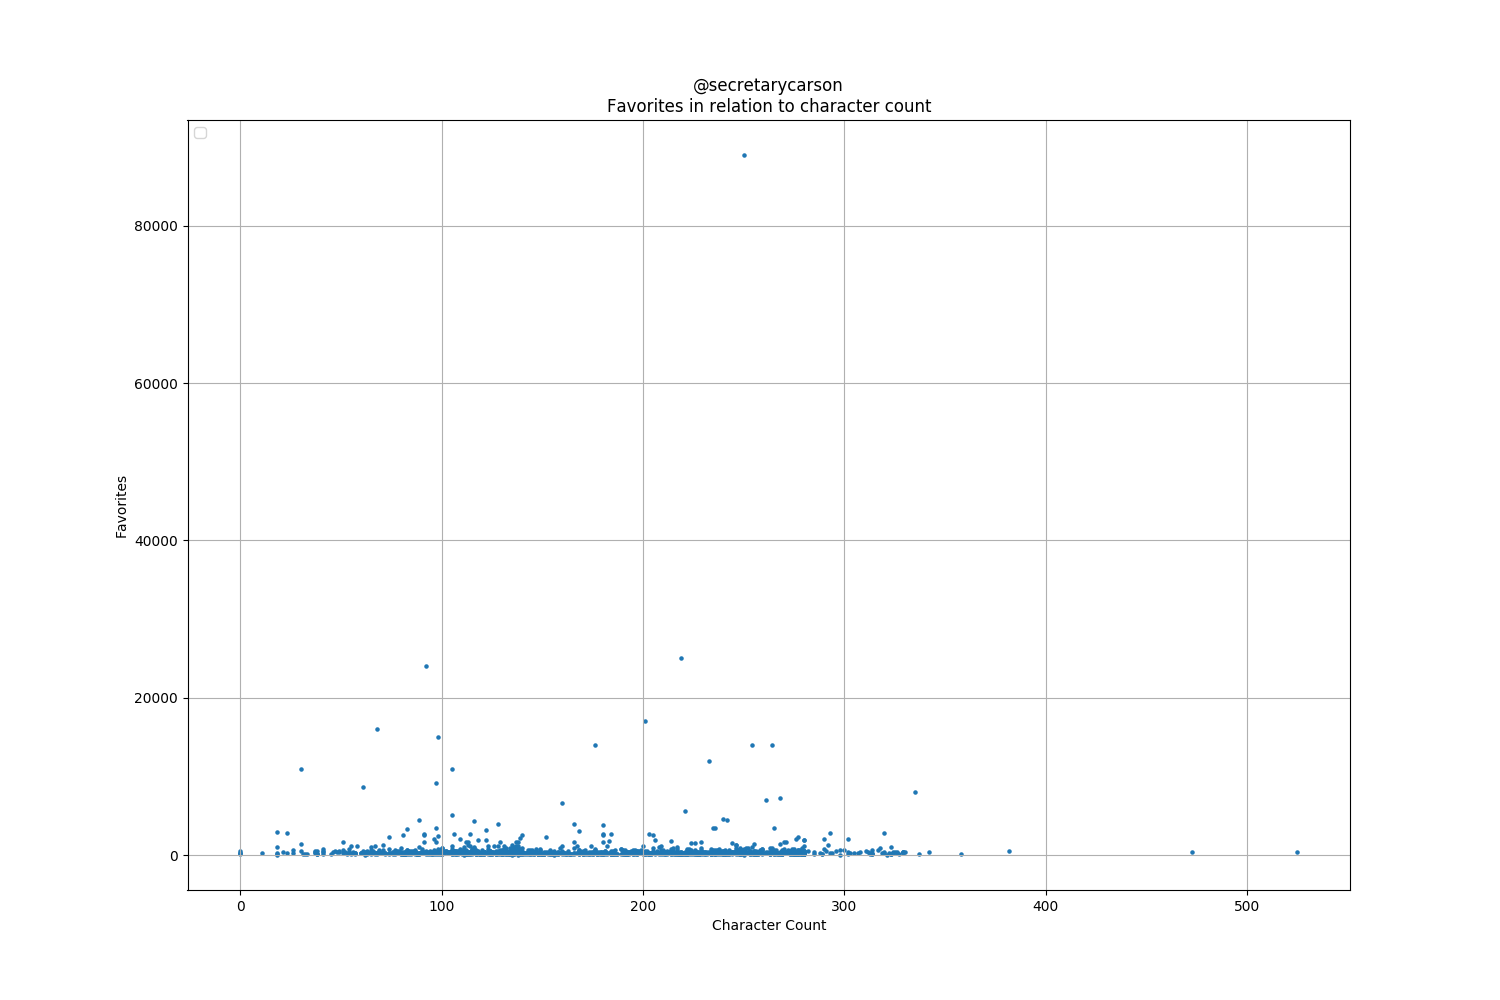 @secretarycarson
Favorites in relation to character count
80000
60000
40000
20000
0
Favorites
0 100 200 300 400 500
Character Count